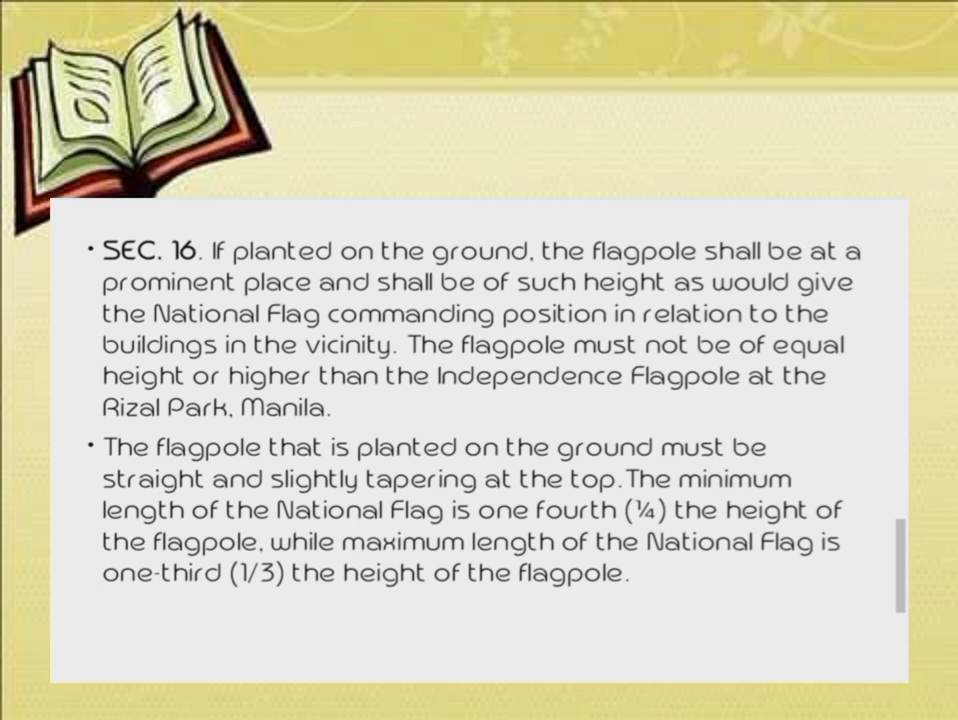 • SEC. 16. If planted on the ground, the flagpole shall be at a
prominent place and shall be of such height as would give
the National Flag commanding position in relation to the
buildings in the vicinity. The flagpole must not be of equal
height or higher than the Independence Flagpole at the
Rizal Park, Manila.
• The flagpole that is planted on the ground must be
straight and slightly tapering at the top.The minimum
length of the National Flag is one fourth (¼) the height of
the flagpole, while maximum length of the National Flag is
one-third (1/3) the height of the flagpole.